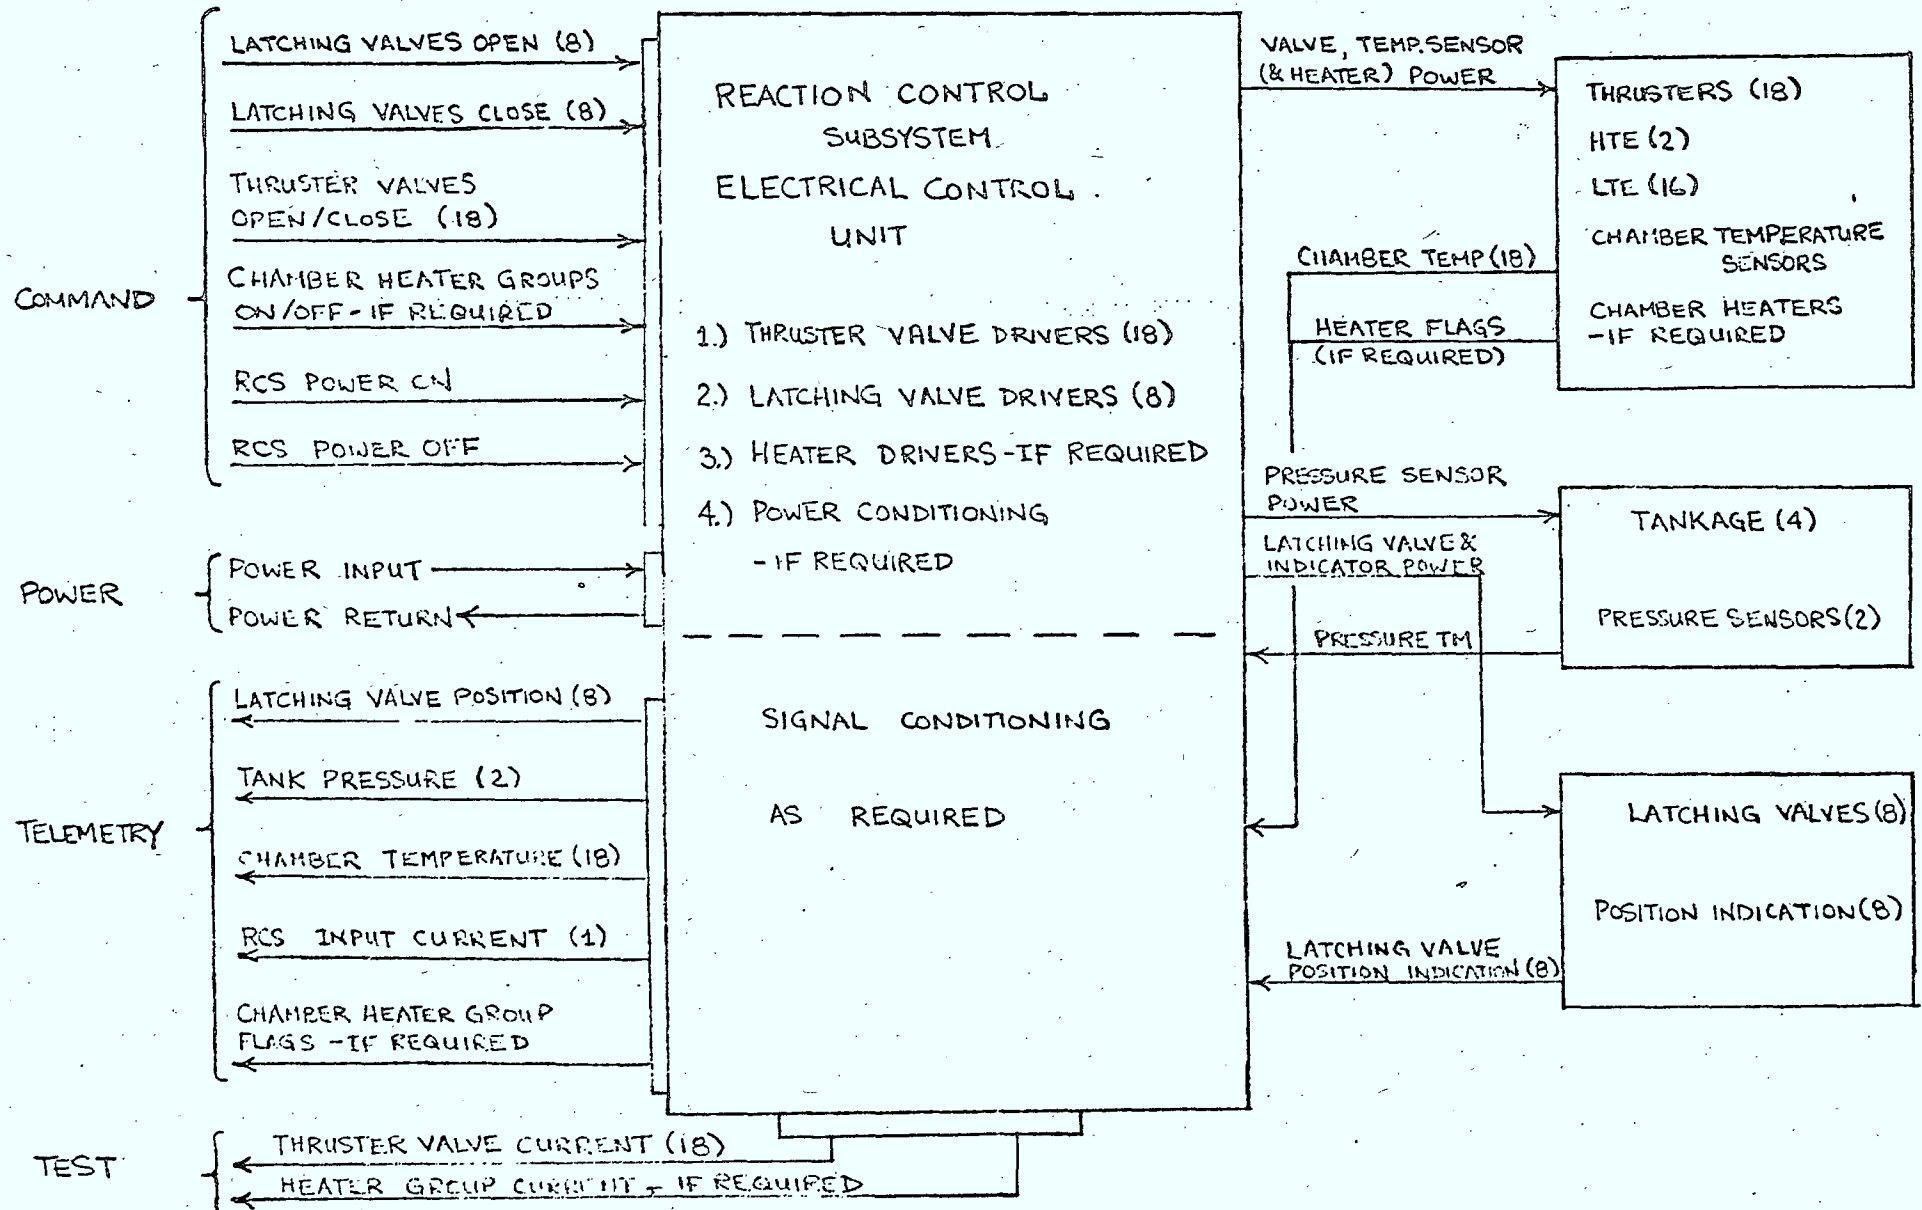 COMMAND
LATCHING VALVES OPEN (8)
LATCHING VALVES CLOSE (8)
THRUSTER VALVES
OPEN/CLOSE (18)
CHAMBER HEATER GROUPS
ON/OFF-IF REQUIRED
RCS POWER ON
RCS POWER OFF
POWER
POWER INPUT
POWER RETURN
TELEMETRY
LATCHING VALVE POSITION (8)
TANK PRESSURE (2)
CHAMBER TEMPERATURE (18)
RCS INPUT CURRENT (1)
CHAMBER HEATER GROUP
FLAGS -IF REQUIRED
TEST
THRUSTER VALVE CURRENT (18)
HEATER GROUP CURRENT - IF REQUIRED
REACTION CONTROL
SUBSYSTEM
ELECTRICAL CONTROL
UNIT
1.) THRUSTER VALVE DRIVERS (18)
2.) LATCHING VALVE DRIVERS (8)
3.) HEATER DRIVERS-IF REQUIRED
4.) POWER CONDITIONING
-IF REQUIRED
SIGNAL CONDITIONING
AS REQUIRED
VALVE, TEMP. SENSOR
(& HEATER) POWER
CHAMBER TEMP (18)
HEATER FLAGS
(IF REQUIRED)
PRESSURE SENSOR
POWER
LATCHING VALVE &
INDICATOR POWER
PRESSURE TM
LATCHING VALVE
POSITION INDICATION (8)
THRUSTERS (18)
HTE (2)
LTE (16)
CHAMBER TEMPERATURE
SENSORS
CHAMBER HEATERS
-IF REQUIRED
TANKAGE (4)
PRESSURE SENSORS (2)
LATCHING VALVES (8)
POSITION INDICATION (8)